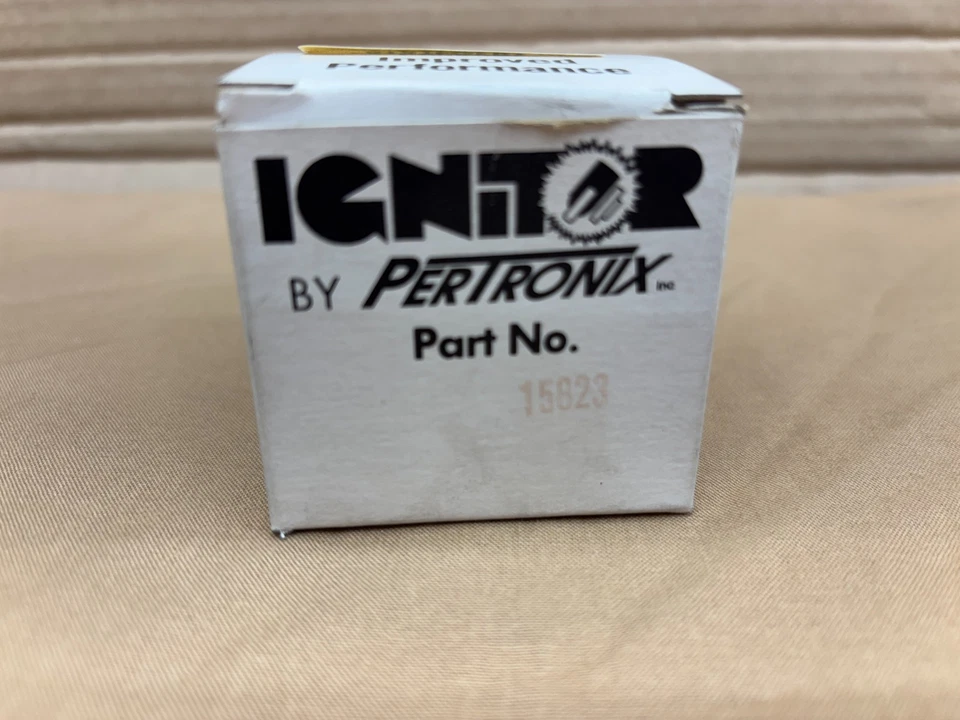 Improved
Performance
IGNiTOR
BY PERTRONIX inc
Part No.
15823